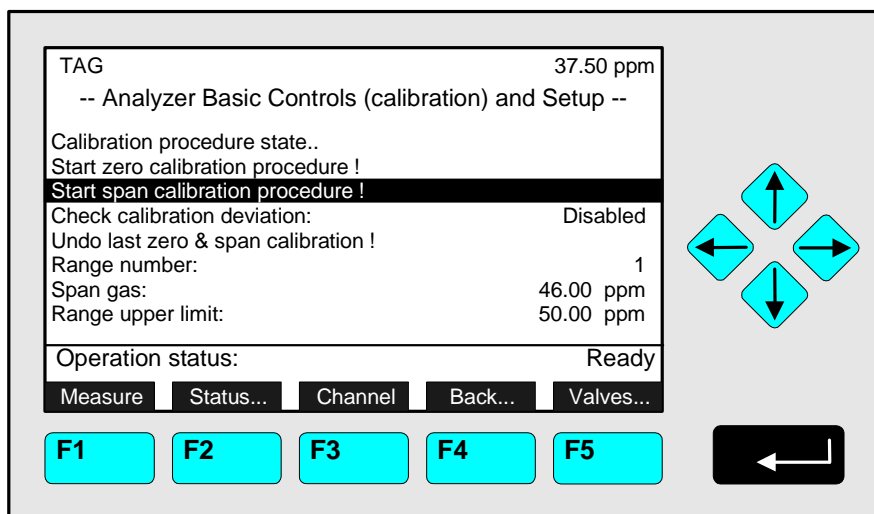 TAG 37.50 ppm
-- Analyzer Basic Controls (calibration) and Setup --
Calibration procedure state..
Start zero calibration procedure !
Start span calibration procedure !
Check calibration deviation: Disabled
Undo last zero & span calibration !
Range number: 1
Span gas: 46.00 ppm
Range upper limit: 50.00 ppm
Operation status: Ready
Measure Status... Channel Back... Valves...
F1 F2 F3 F4 F5